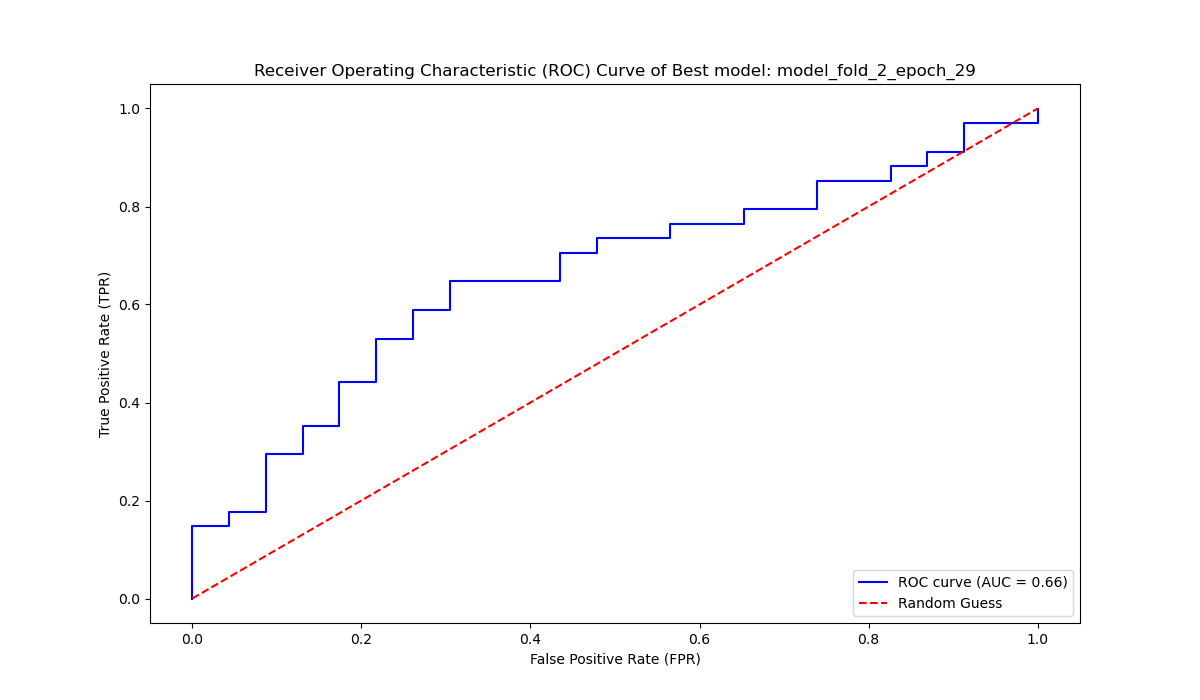 Receiver Operating Characteristic (ROC) Curve of Best model: model_fold_2_epoch_29
1.0
0.8
0.6
0.4
0.2
0.0
True Positive Rate (TPR)
0.0 0.2 0.4 0.6 0.8 1.0
False Positive Rate (FPR)
ROC curve (AUC = 0.66)
Random Guess